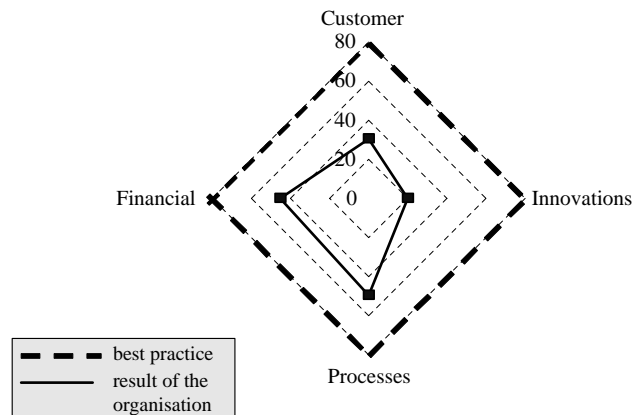 Customer
80
60
40
20
Financial
0
Innovations
Processes
best practice
result of the
organisation